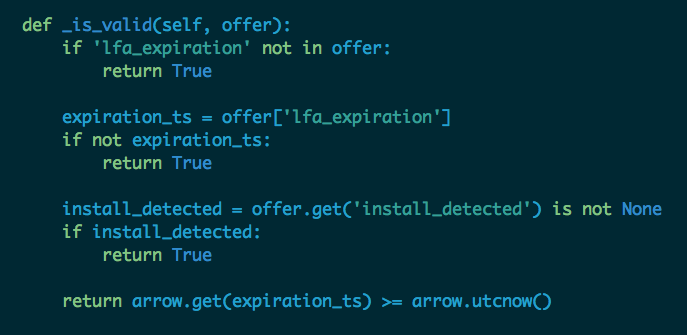 def _is_valid(self, offer):
    if 'lfa_expiration' not in offer:
        return True

    expiration_ts = offer['lfa_expiration']
    if not expiration_ts:
        return True

    install_detected = offer.get('install_detected') is not None
    if install_detected:
        return True

    return arrow.get(expiration_ts) >= arrow.utcnow()